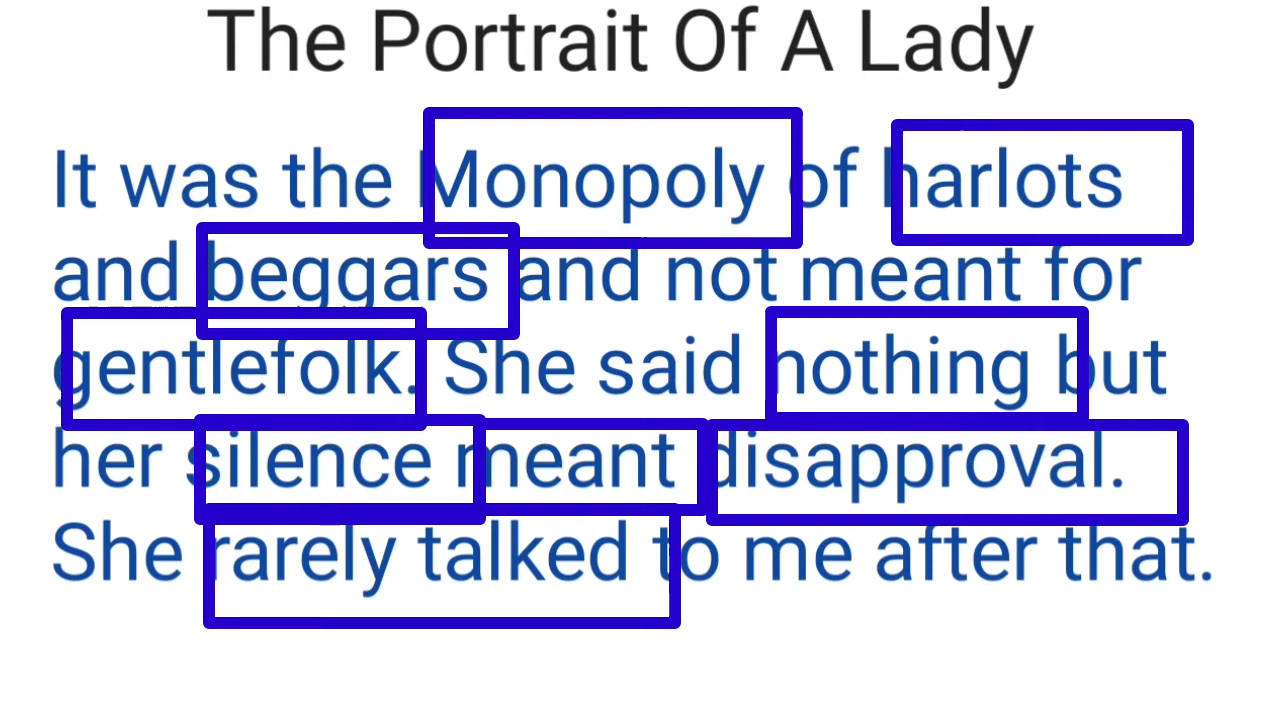 The Portrait Of A Lady
It was the Monopoly of harlots
and beggars and not meant for
gentlefolk. She said nothing but
her silence meant disapproval.
She rarely talked to me after that.